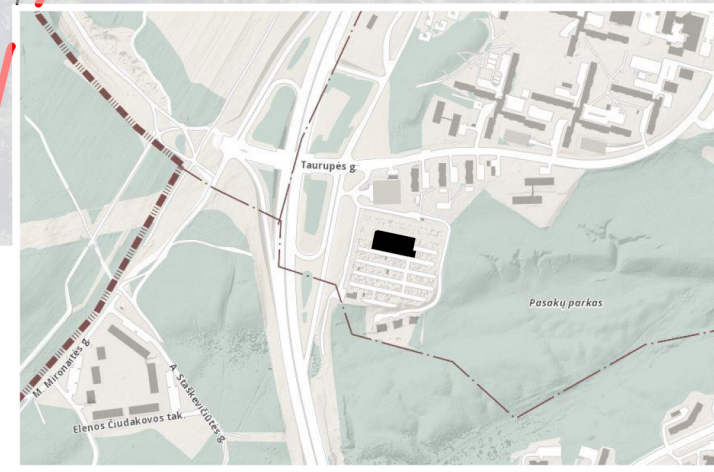 Taurupės g.
Pasakų parkas
M. Mironaitės g.
A. Staškevičiūtės g.
Elenos Čiudakovos tak.